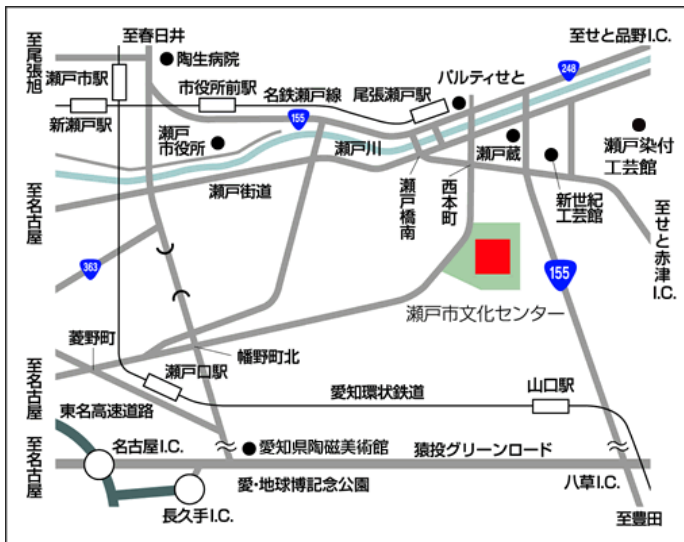 至春日井
至尾張旭
瀬戸市駅
陶生病院
至せと品野I.C.
248
パルティせと
市役所前駅
名鉄瀬戸線
尾張瀬戸駅
新瀬戸駅
155
瀬戸市役所
瀬戸川
瀬戸蔵
瀬戸染付工芸館
至名古屋
瀬戸街道
瀬戸橋南
西本町
新世紀工芸館
至せと赤津I.C.
363
155
瀬戸市文化センター
菱野町
幡野町北
瀬戸口駅
至名古屋
愛知環状鉄道
山口駅
東名高速道路
至名古屋
名古屋I.C.
愛知県陶磁美術館
猿投グリーンロード
愛・地球博記念公園
八草I.C.
長久手I.C.
至豊田